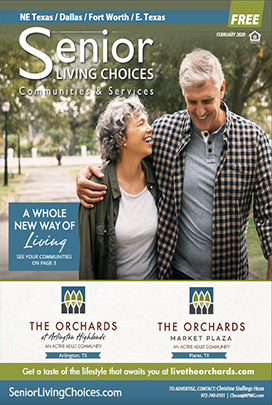 NE Texas / Dallas / Fort Worth / E. Texas
FREE
FEBRUARY 2020
Senior
LIVING CHOICES
Communities & Services
A WHOLE
NEW WAY OF
Living
SEE YOUR COMMUNITIES
ON PAGE 3
THE ORCHARDS
at Arlington Highlands
AN ACTIVE ADULT COMMUNITY
Arlington, TX
THE ORCHARDS
MARKET PLAZA
AN ACTIVE ADULT COMMUNITY
Plano, TX
Get a taste of the lifestyle that awaits you at livetheorchards.com
SeniorLivingChoices.com
TO ADVERTISE, CONTACT: Christine Stallings Hoza